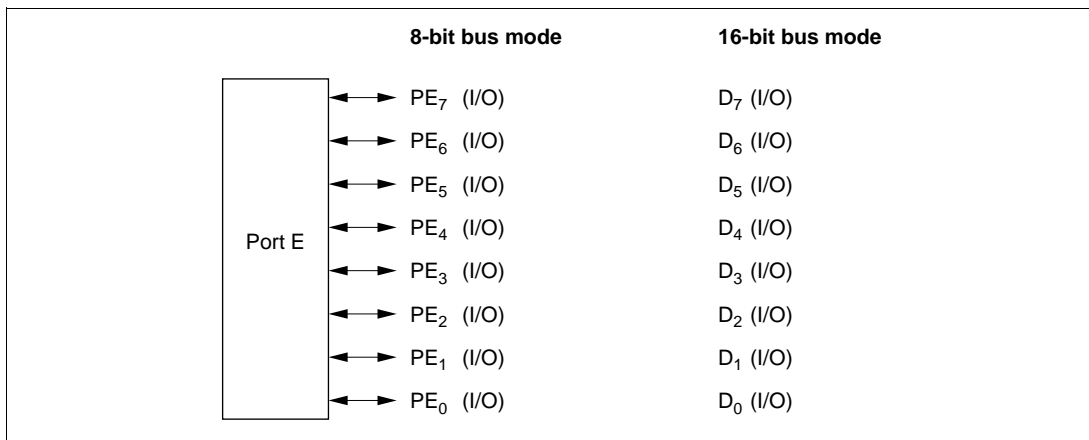 8-bit bus mode 16-bit bus mode
PE₇ (I/O) D₇ (I/O)
PE₆ (I/O) D₆ (I/O)
PE₅ (I/O) D₅ (I/O)
Port E PE₄ (I/O) D₄ (I/O)
PE₃ (I/O) D₃ (I/O)
PE₂ (I/O) D₂ (I/O)
PE₁ (I/O) D₁ (I/O)
PE₀ (I/O) D₀ (I/O)